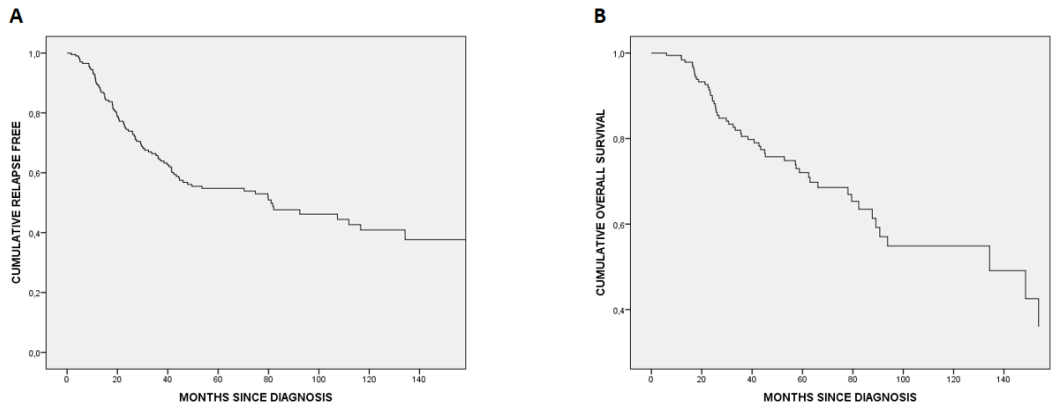 A
CUMULATIVE RELAPSE FREE
1,0
0,8
0,6
0,4
0,2
0,0
0 20 40 60 80 100 120 140
MONTHS SINCE DIAGNOSIS
B
CUMULATIVE OVERALL SURVIVAL
1,0
0,8
0,6
0,4
0 20 40 60 80 100 120 140
MONTHS SINCE DIAGNOSIS